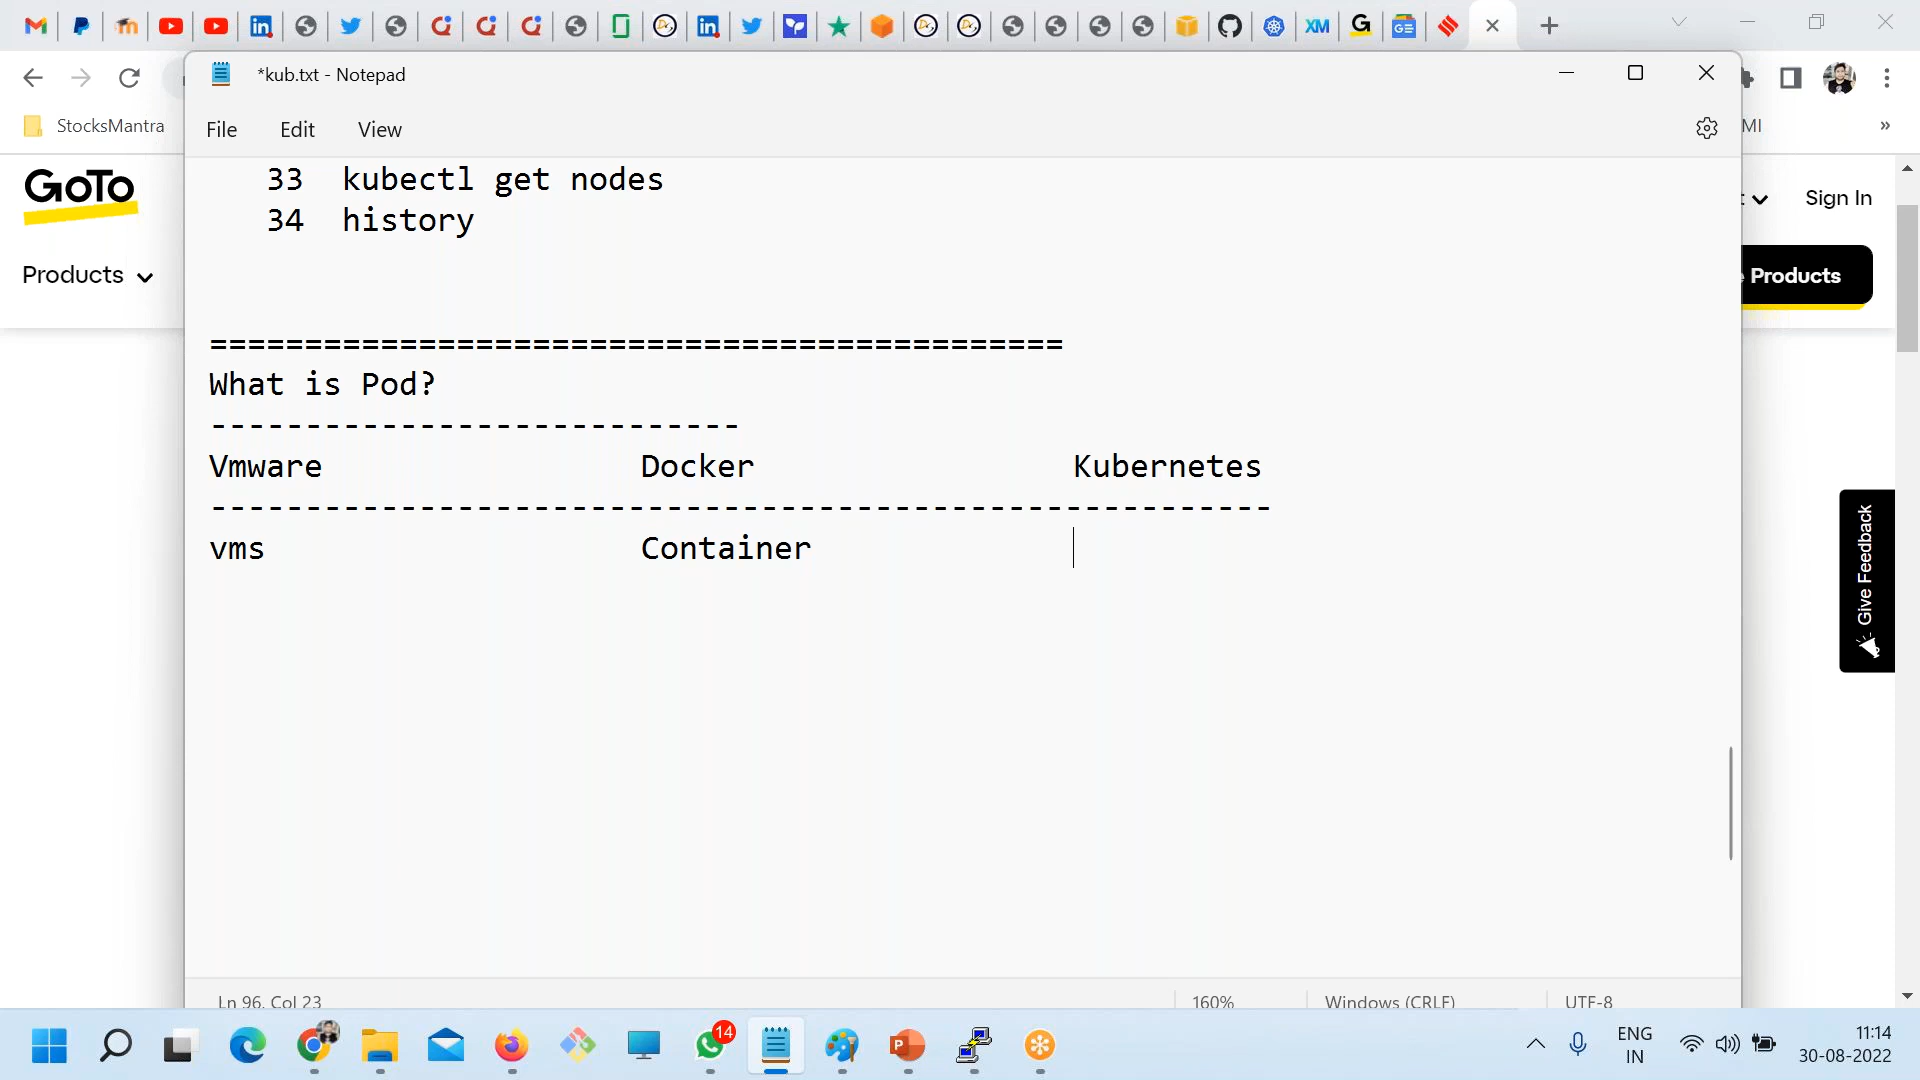 *kub.txt - Notepad
StocksMantra
MI
»
File Edit View
GoTo
Sign In
Products
Products
33 kubectl get nodes
34 history
=============================================
What is Pod?
----------------------------
Vmware Docker Kubernetes
--------------------------------------------------------
vms Container
Give Feedback
Ln 96, Col 23 160% Windows (CRLF) UTF-8
14
ENG
IN
11:14
30-08-2022